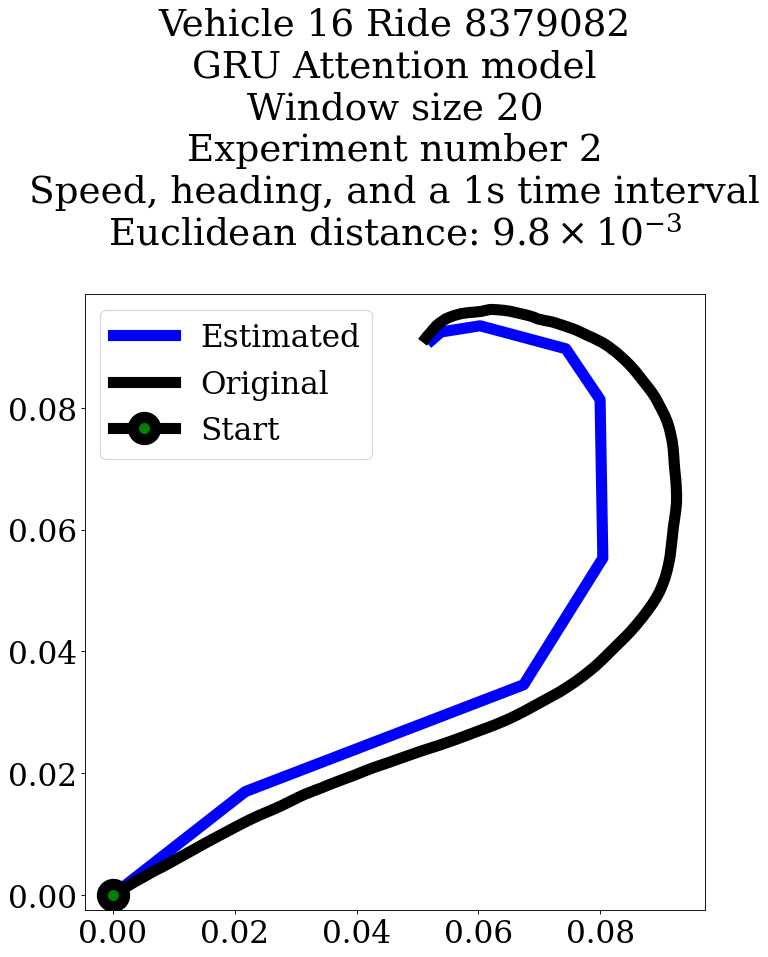 Vehicle 16 Ride 8379082
GRU Attention model
Window size 20
Experiment number 2
Speed, heading, and a 1s time interval
Euclidean distance: 9.8 × 10⁻³
Estimated
Original
Start
0.08
0.06
0.04
0.02
0.00
0.00 0.02 0.04 0.06 0.08